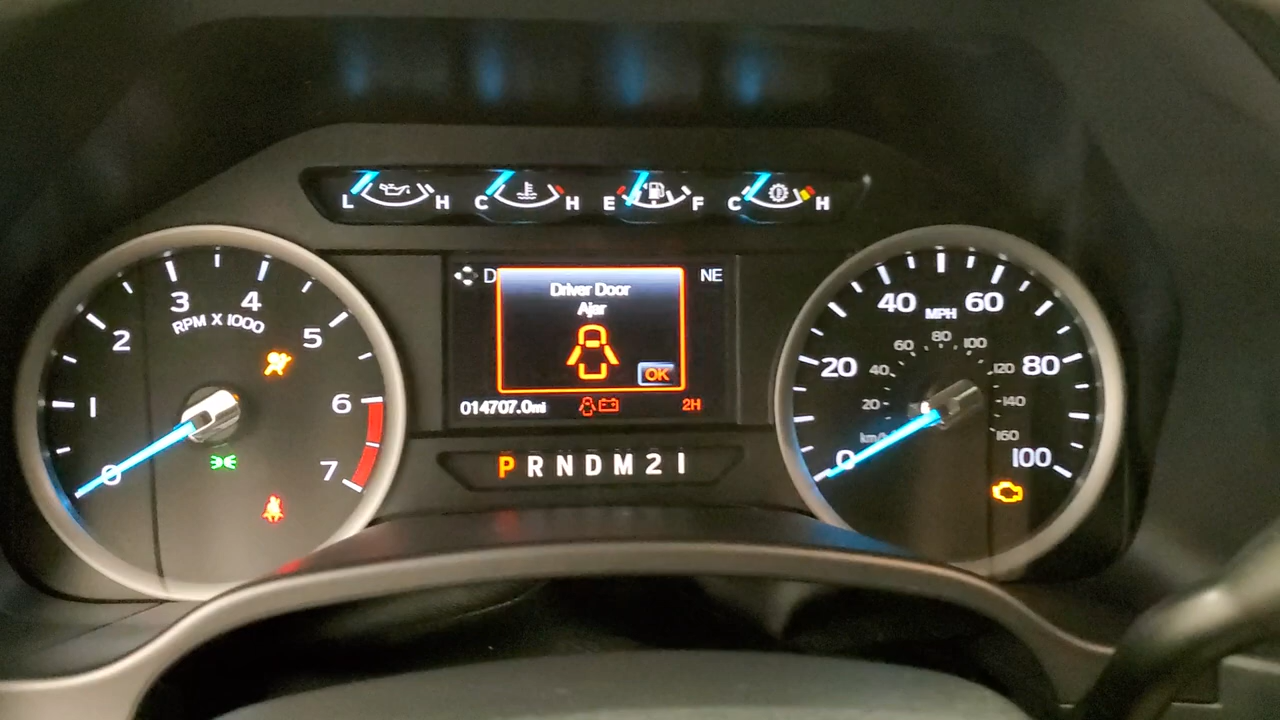 L H C H E F C H
D NE
Driver Door
Ajar
OK
014707.0mi 2H
P R N D M 2 1
0 1 2 3 4 5 6 7
RPM X 1000
0 20 40 60 80 100
MPH
20 40 60 80 100 120 140 160